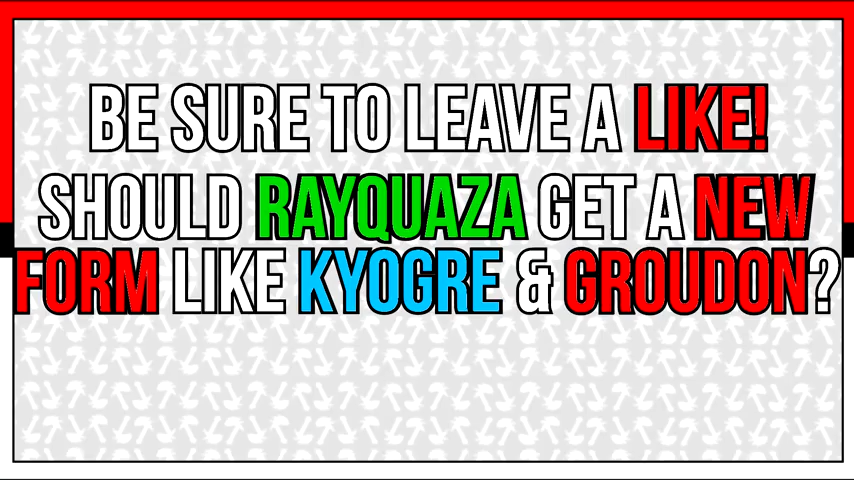 BE SURE TO LEAVE A LIKE!
SHOULD RAYQUAZA GET A NEW
FORM LIKE KYOGRE & GROUDON?